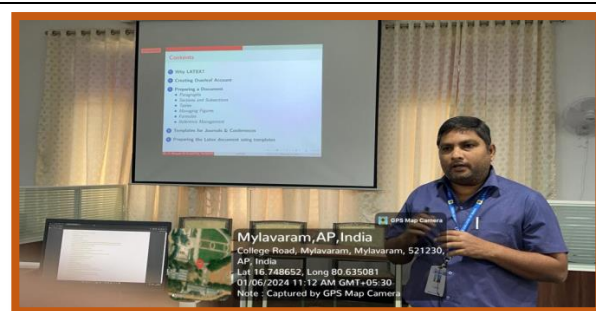 Contents
Why LATEX?
Creating Overleaf Account
Preparing a Document
Paragraphs
Sections and Subsections
Tables
Managing Figures
Formulas
Reference Management
Templates for Journals & Conferences
Preparing the Latex document using templates
GPS Map Camera
Mylavaram,AP,India
College Road, Mylavaram, Mylavaram, 521230,
AP, India
Lat 16.748652, Long 80.635081
01/06/2024 11:12 AM GMT+05:30
Note : Captured by GPS Map Camera